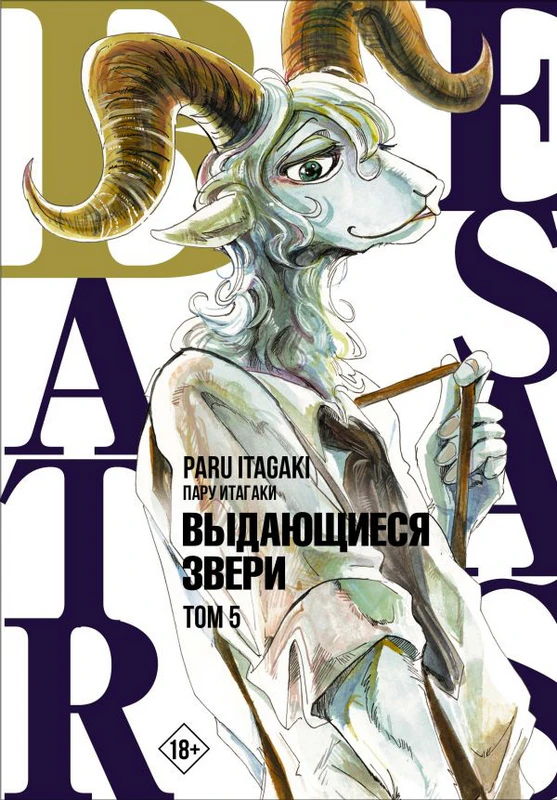 BEASTARS
PARU ITAGAKI
ПАРУ ИТАГАКИ
ВЫДАЮЩИЕСЯ
ЗВЕРИ
ТОМ 5
18+